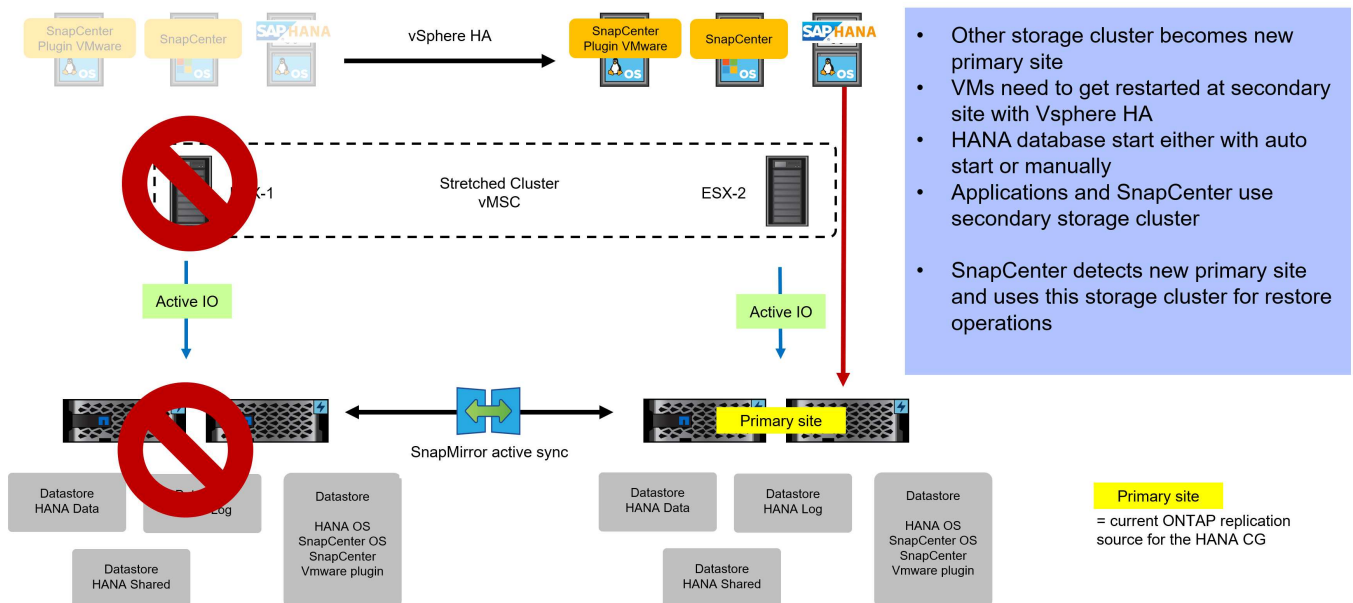 SnapCenter
Plugin VMware
SnapCenter
SAP HANA
OS
OS
OS
vSphere HA
SnapCenter
Plugin VMware
SnapCenter
SAP HANA
OS
OS
OS
X-1
Stretched Cluster
vMSC
ESX-2
Active IO
Active IO
Primary site
SnapMirror active sync
Datastore
HANA Data
Log
Datastore
HANA OS
SnapCenter OS
SnapCenter
Vmware plugin
Datastore
HANA Shared
Datastore
HANA Data
Datastore
HANA Log
Datastore
HANA OS
SnapCenter OS
SnapCenter
Vmware plugin
Datastore
HANA Shared
• Other storage cluster becomes new
primary site
• VMs need to get restarted at secondary
site with Vsphere HA
• HANA database start either with auto
start or manually
• Applications and SnapCenter use
secondary storage cluster
• SnapCenter detects new primary site
and uses this storage cluster for restore
operations
Primary site
= current ONTAP replication
source for the HANA CG